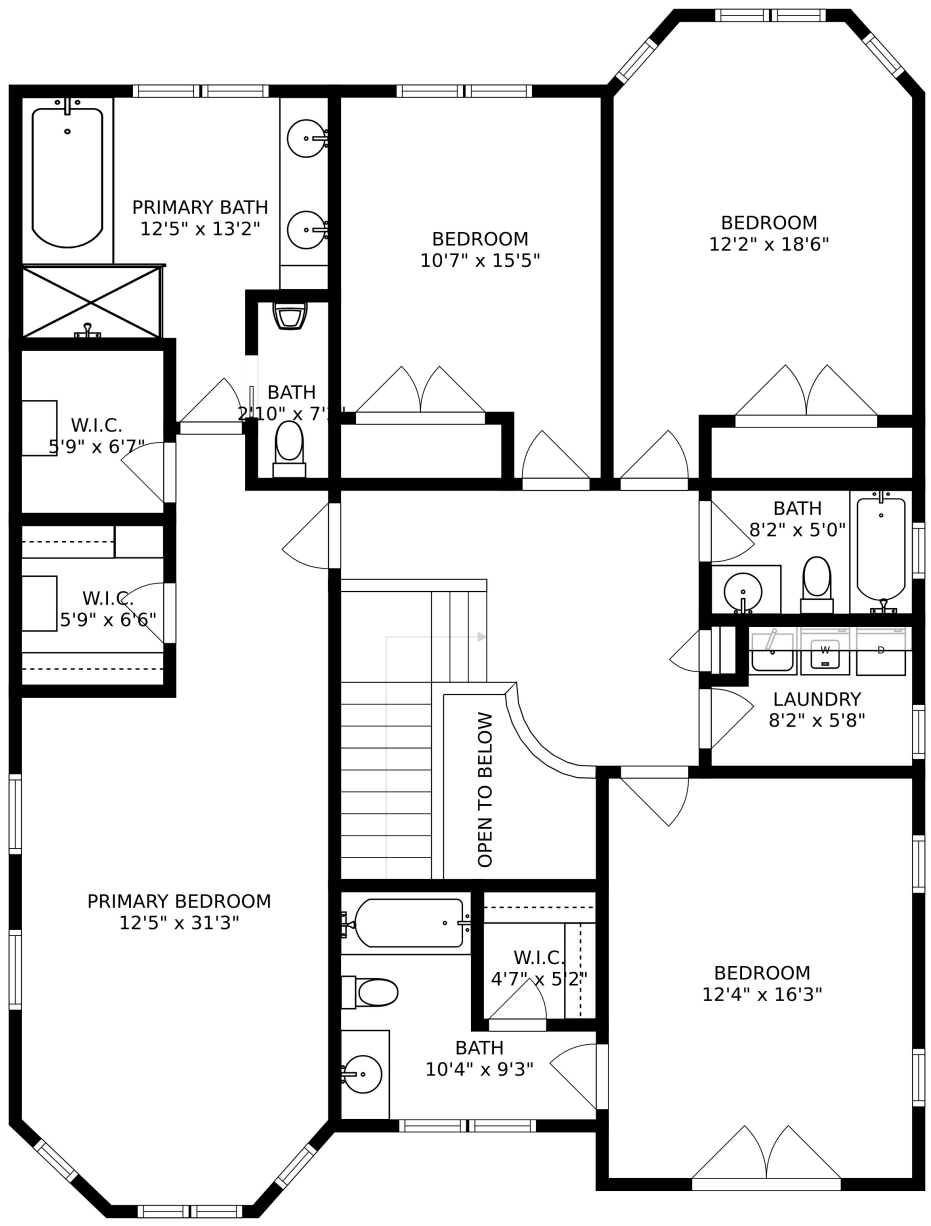 PRIMARY BATH
12'5" x 13'2"
BEDROOM
10'7" x 15'5"
BEDROOM
12'2" x 18'6"
BATH
2'10" x
W.I.C.
5'9" x 6'7"
W.I.C.
5'9" x 6'6"
BATH
8'2" x 5'0"
W
D
LAUNDRY
8'2" x 5'8"
OPEN TO BELOW
PRIMARY BEDROOM
12'5" x 31'3"
W.I.C.
4'7" x 5'2"
BEDROOM
12'4" x 16'3"
BATH
10'4" x 9'3"